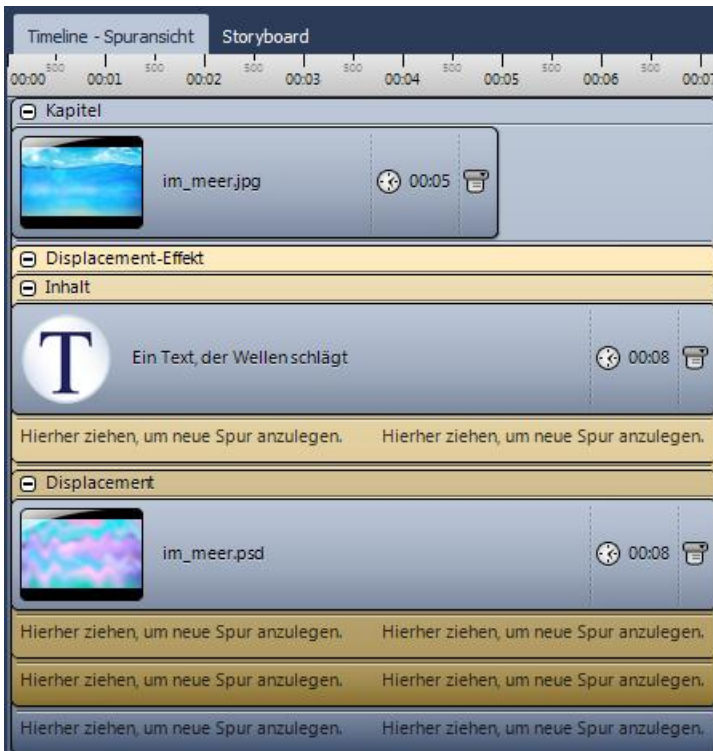 Timeline - Spuransicht Storyboard
500 500 500 500 500 500 500
00:00 00:01 00:02 00:03 00:04 00:05 00:06 00:07
Kapitel
im_meer.jpg 00:05
Displacement-Effekt
Inhalt
T Ein Text, der Wellen schlägt 00:08
Hierher ziehen, um neue Spur anzulegen. Hierher ziehen, um neue Spur anzulegen.
Displacement
im_meer.psd 00:08
Hierher ziehen, um neue Spur anzulegen. Hierher ziehen, um neue Spur anzulegen.
Hierher ziehen, um neue Spur anzulegen. Hierher ziehen, um neue Spur anzulegen.
Hierher ziehen, um neue Spur anzulegen. Hierher ziehen, um neue Spur anzulegen.